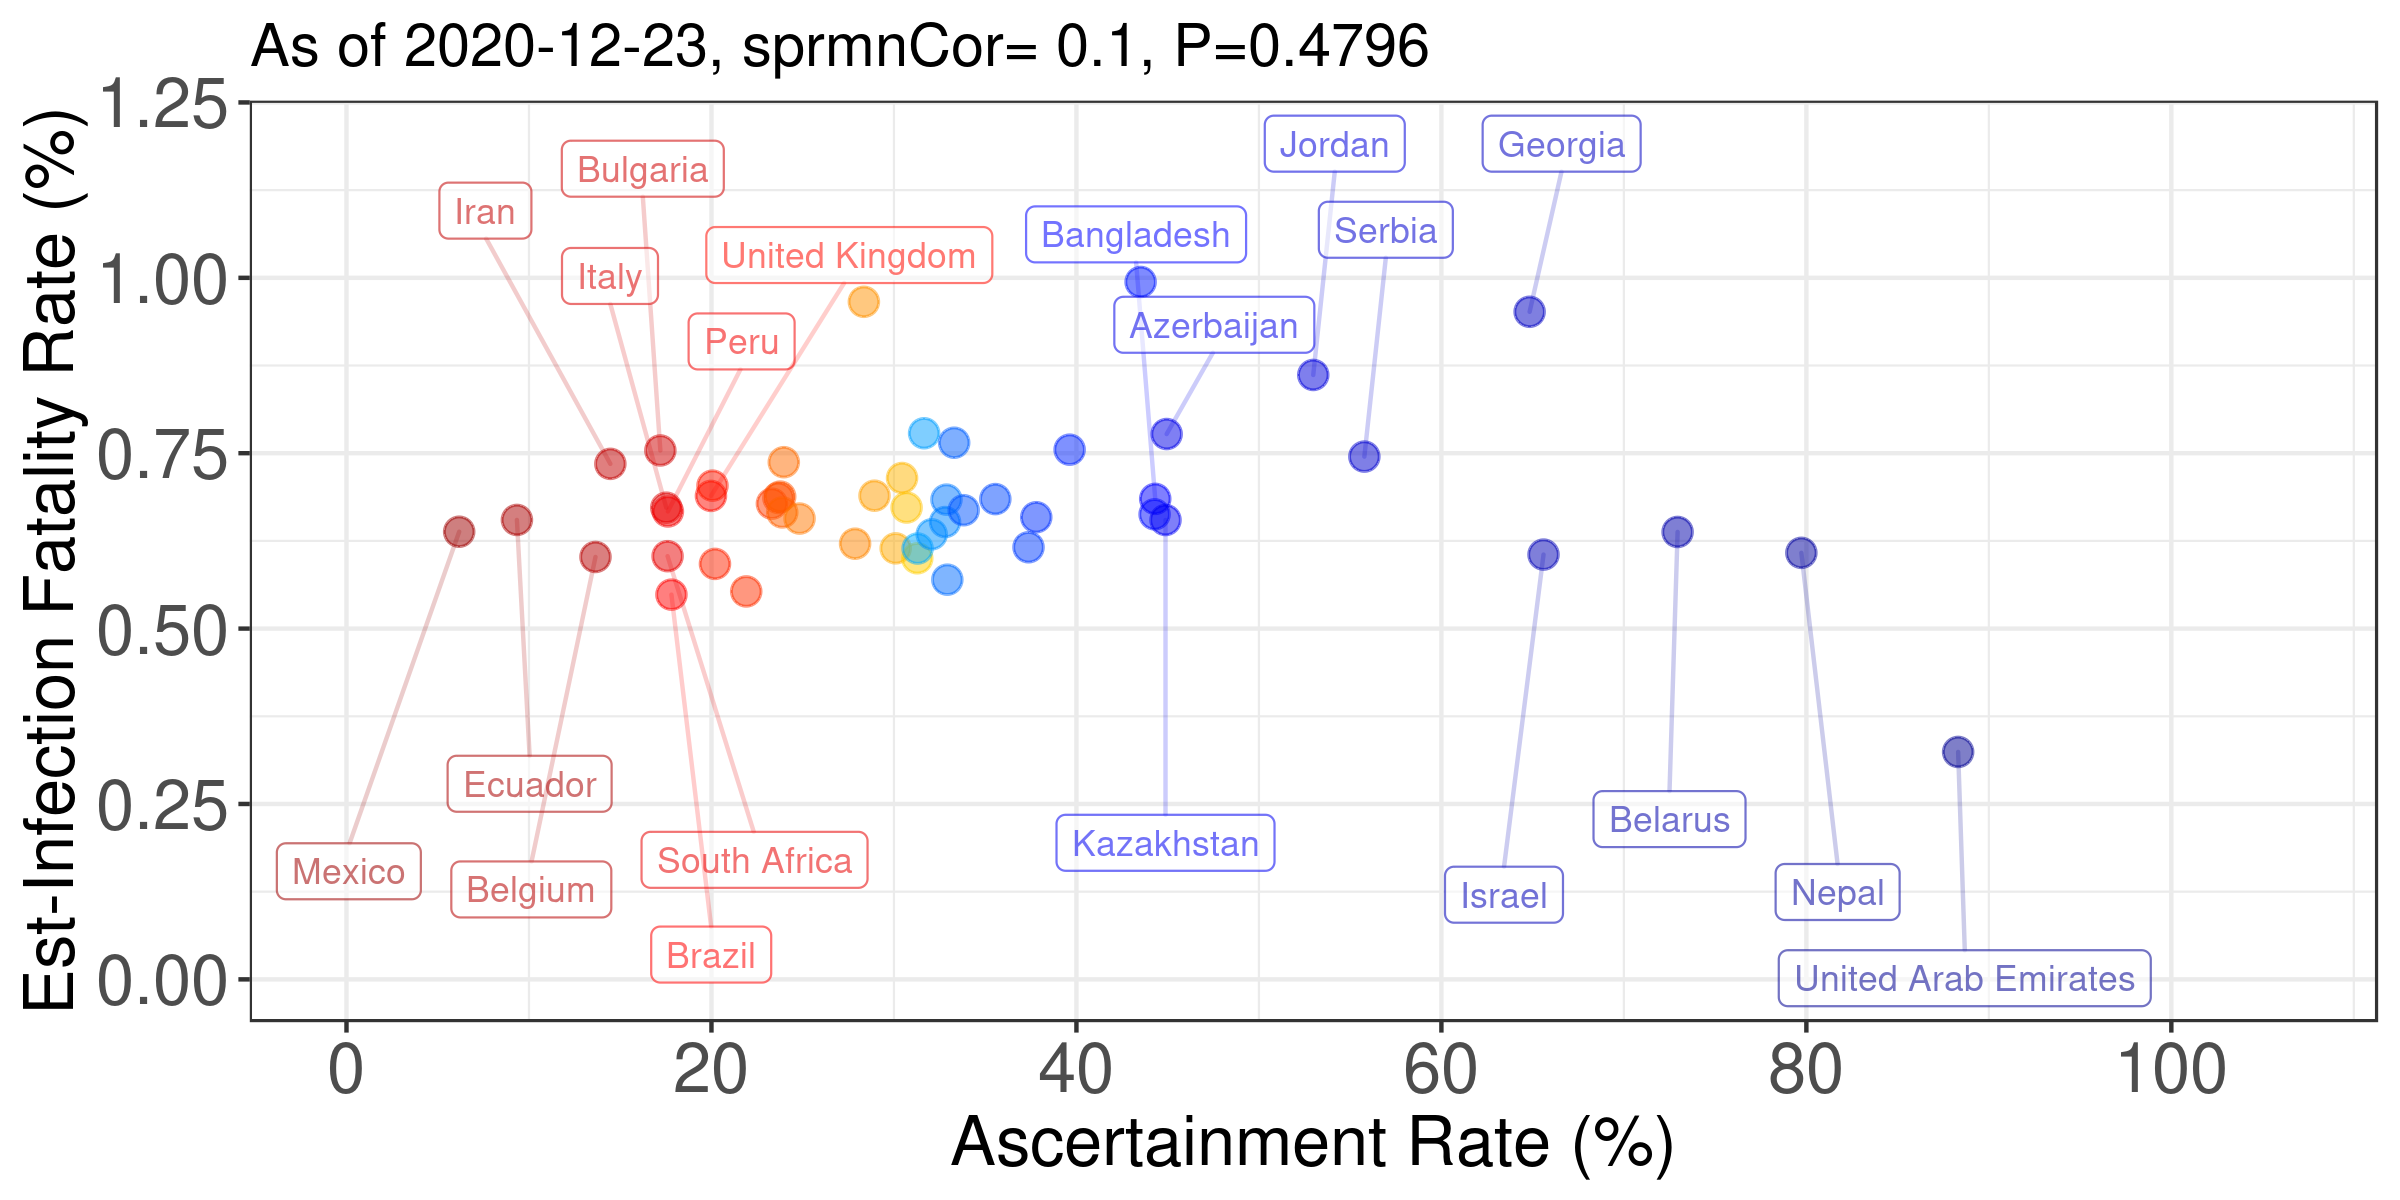 As of 2020-12-23, sprmnCor= 0.1, P=0.4796
Est-Infection Fatality Rate (%)
1.25
1.00
0.75
0.50
0.25
0.00
Jordan
Georgia
Bulgaria
Iran
Bangladesh
Serbia
United Kingdom
Italy
Azerbaijan
Peru
Ecuador
Belarus
Kazakhstan
South Africa
Mexico
Belgium
Israel
Nepal
Brazil
United Arab Emirates
0
20
40
60
80
100
Ascertainment Rate (%)